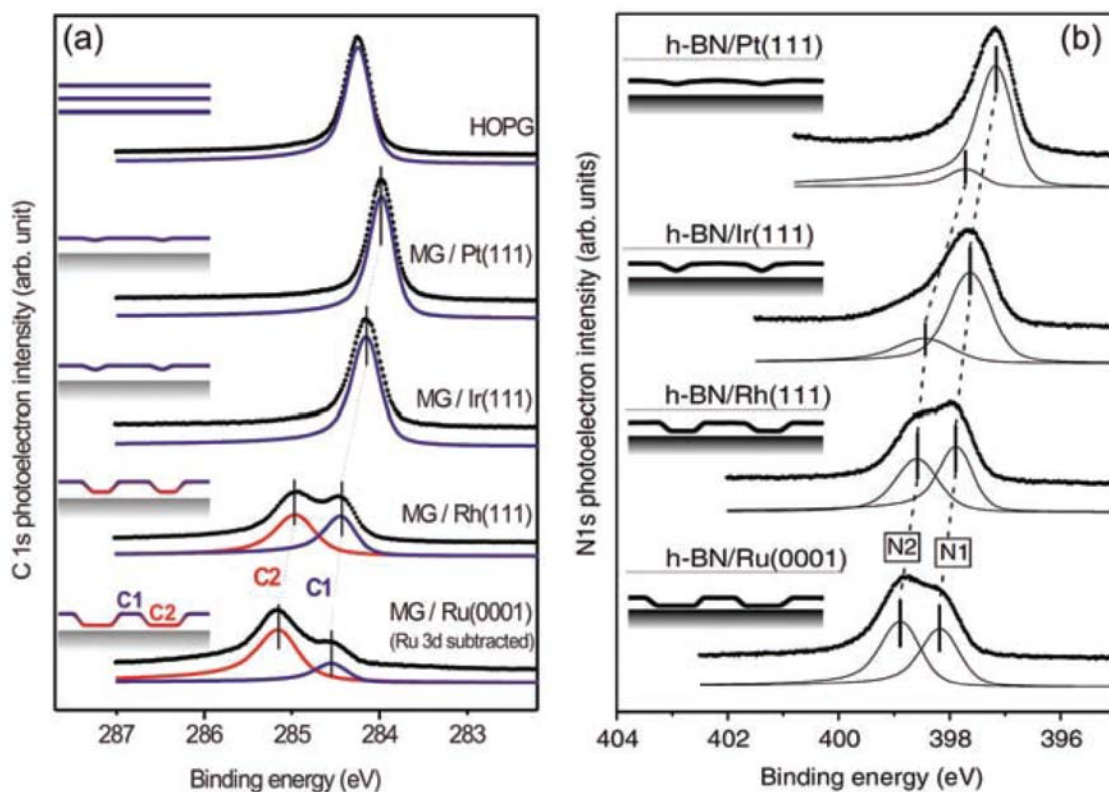 (a)
C 1s photoelectron intensity (arb. unit)
HOPG
MG / Pt(111)
MG / Ir(111)
MG / Rh(111)
C2
C1
C1
C2
MG / Ru(0001)
(Ru 3d subtracted)
287 286 285 284 283
Binding energy (eV)
(b)
N1s photoelectron intensity (arb. units)
h-BN/Pt(111)
h-BN/Ir(111)
h-BN/Rh(111)
N2
N1
h-BN/Ru(0001)
404 402 400 398 396
Binding energy (eV)